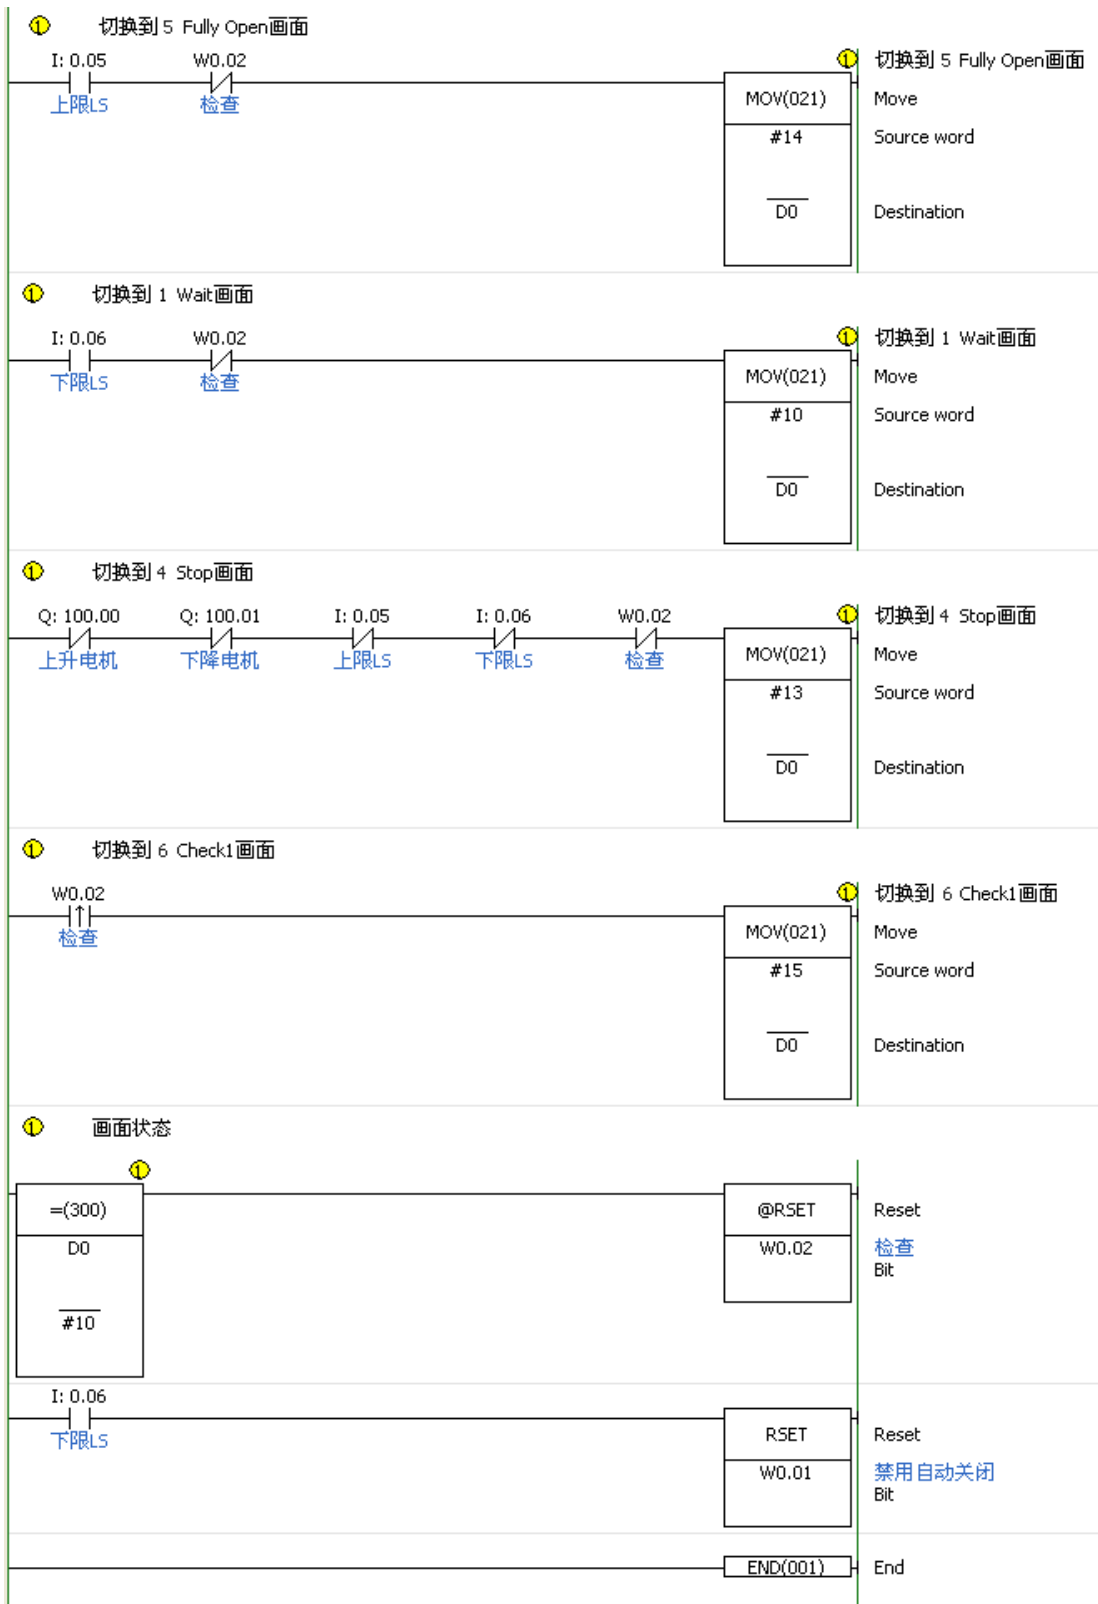 ① 切换到 5 Fully Open画面
I: 0.05 W0.02 ① 切换到 5 Fully Open画面
上限LS 检查 MOV(021) Move
#14 Source word
D0 Destination
① 切换到 1 Wait画面
I: 0.06 W0.02 ① 切换到 1 Wait画面
下限LS 检查 MOV(021) Move
#10 Source word
D0 Destination
① 切换到 4 Stop画面
Q: 100.00 Q: 100.01 I: 0.05 I: 0.06 W0.02 ① 切换到 4 Stop画面
上升电机 下降电机 上限LS 下限LS 检查 MOV(021) Move
#13 Source word
D0 Destination
① 切换到 6 Check1画面
W0.02 ① 切换到 6 Check1画面
检查 MOV(021) Move
#15 Source word
D0 Destination
① 画面状态
①
=(300) @RSET Reset
D0 W0.02 检查
Bit
#10
I: 0.06
下限LS RSET Reset
W0.01 禁用自动关闭
Bit
END(001) End